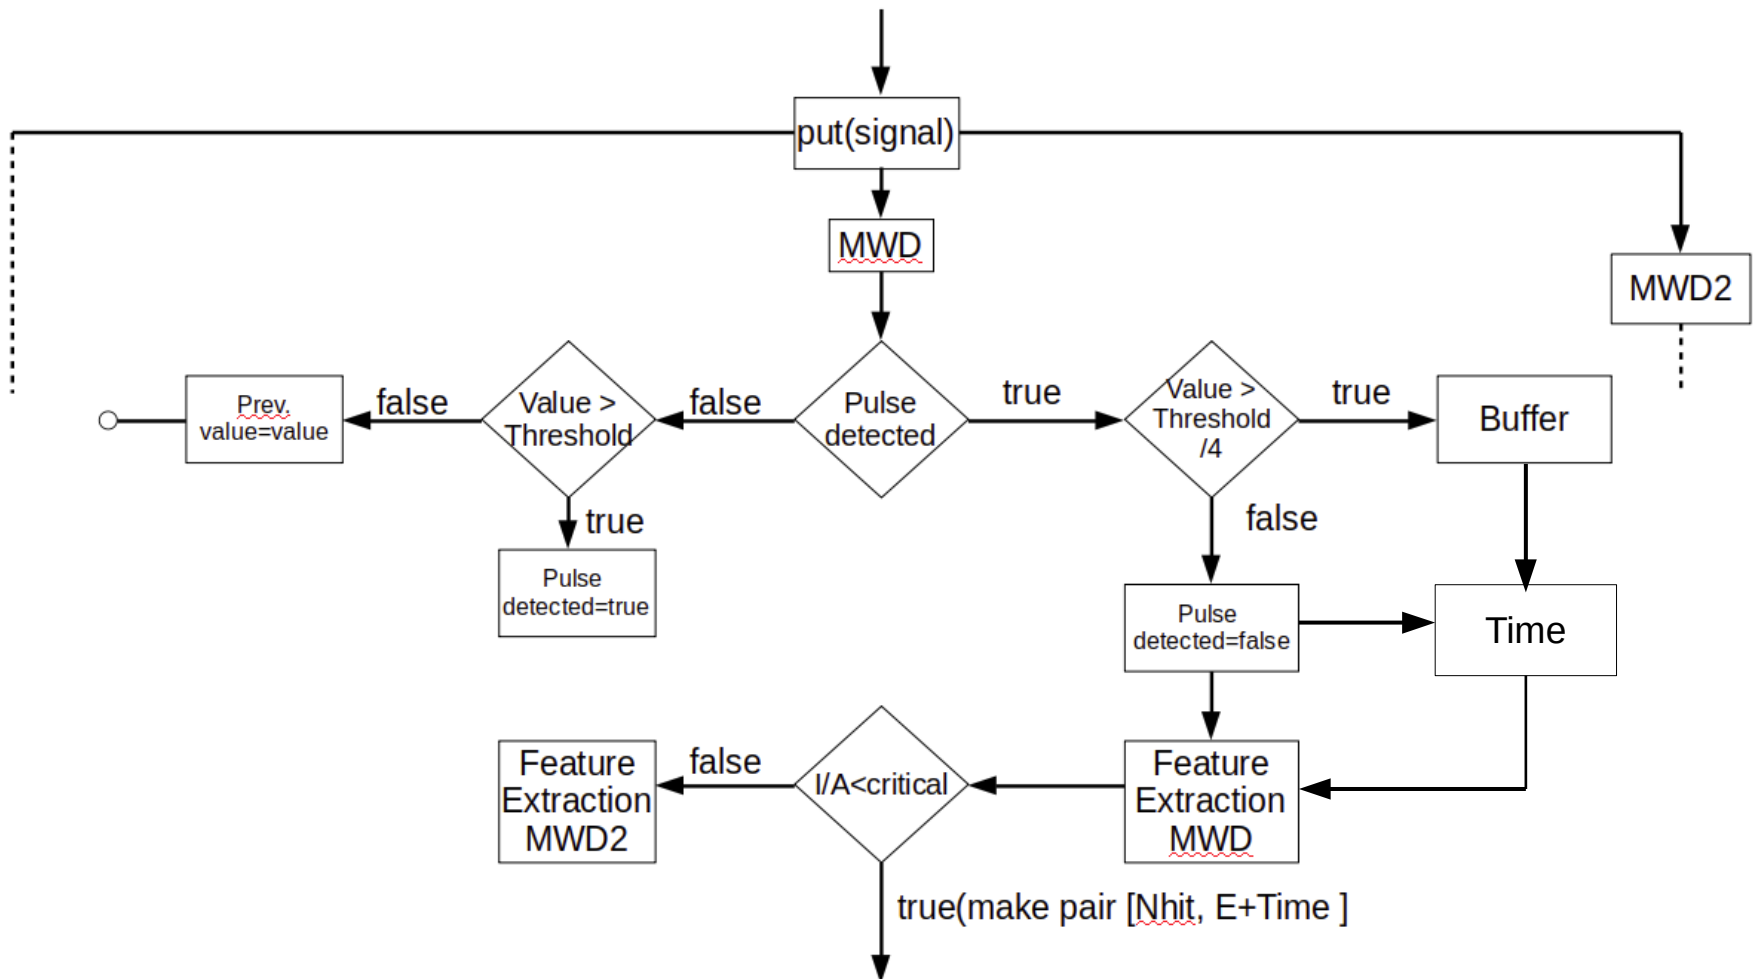 put(signal)
MWD
MWD2
false
Value >
Threshold
false
Pulse
detected
true
Value >
Threshold
/4
true
Buffer
Prev.
value=value
true
false
Pulse
detected=true
Pulse
detected=false
Time
Feature
Extraction
MWD2
false
I/A<critical
Feature
Extraction
MWD
true(make pair [Nhit, E+Time ]